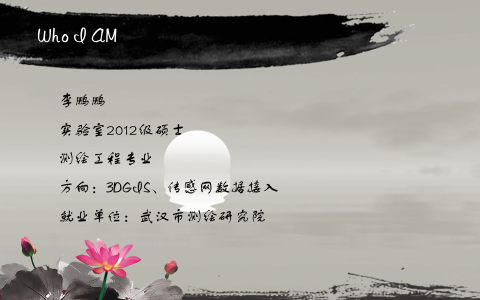 Who I AM
李鹏鹏
实验室2012级硕士
测绘工程专业
方向：3DGIS、传感网数据接入
就业单位：武汉市测绘研究院